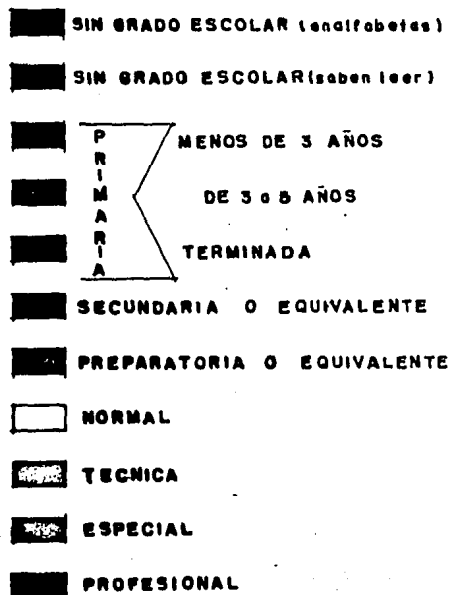 SIN GRADO ESCOLAR (analfabetas)
SIN GRADO ESCOLAR (saben leer)
PRIMARIA
MENOS DE 3 AÑOS
DE 3 a 5 AÑOS
TERMINADA
SECUNDARIA O EQUIVALENTE
PREPARATORIA O EQUIVALENTE
NORMAL
TECNICA
ESPECIAL
PROFESIONAL